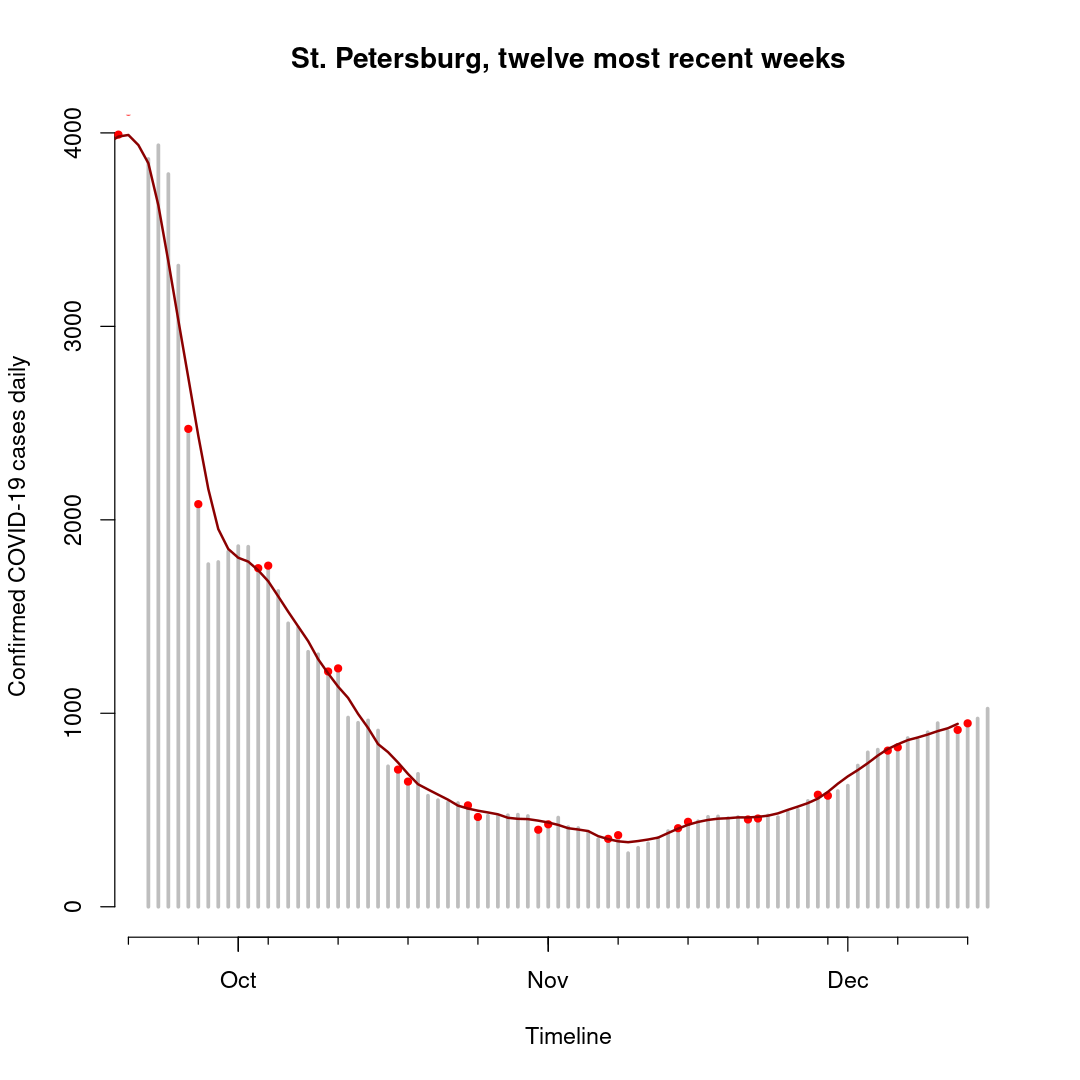 St. Petersburg, twelve most recent weeks
Confirmed COVID-19 cases daily
4000
3000
2000
1000
0
Oct Nov Dec
Timeline